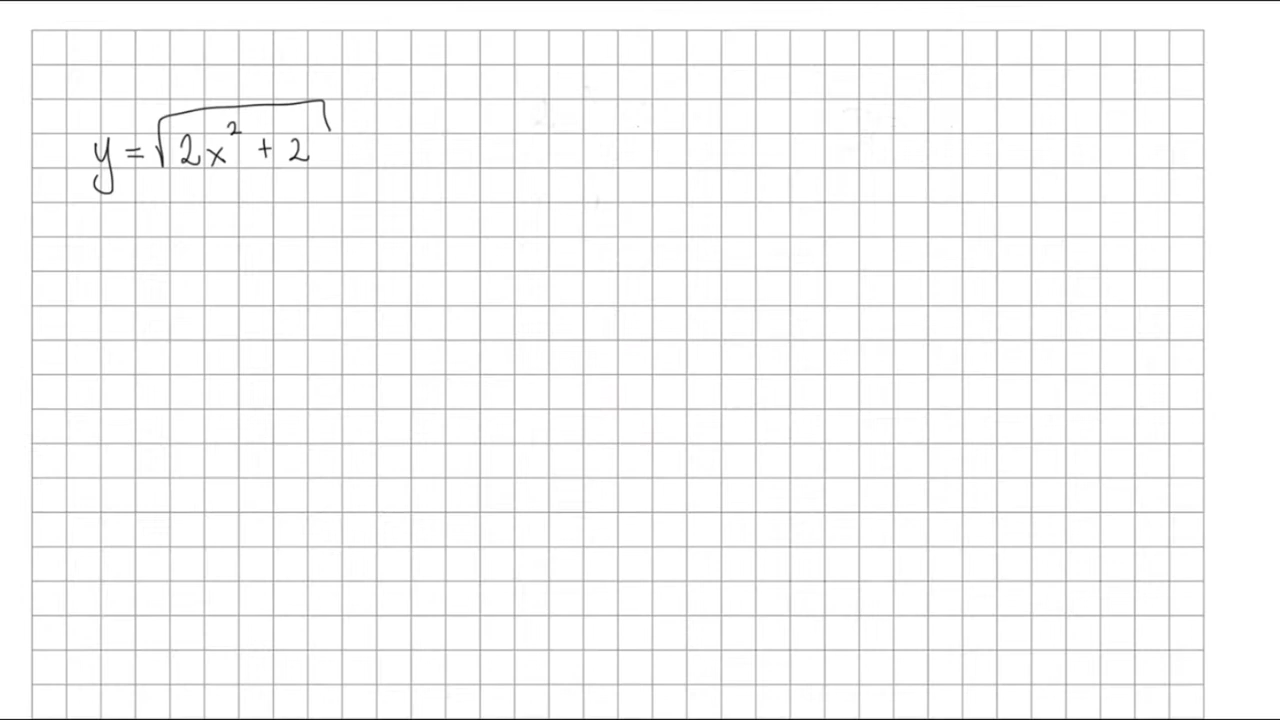 y = √(2x² + 2)